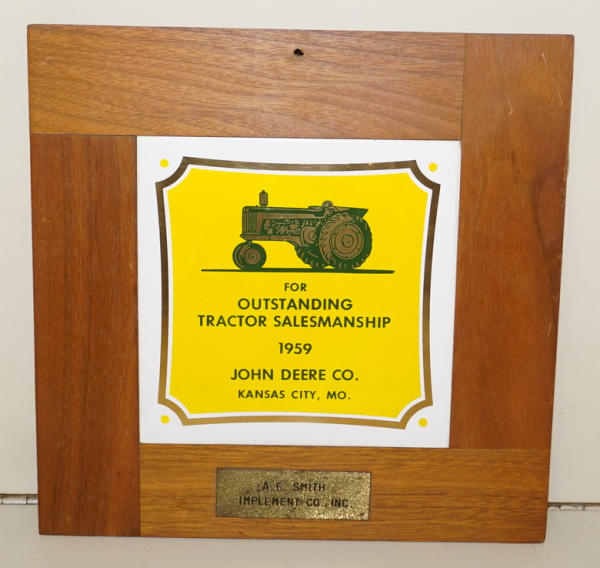 FOR
OUTSTANDING
TRACTOR SALESMANSHIP
1959
JOHN DEERE CO.
KANSAS CITY, MO.
A. F. SMITH
IMPLEMENT CO., INC.